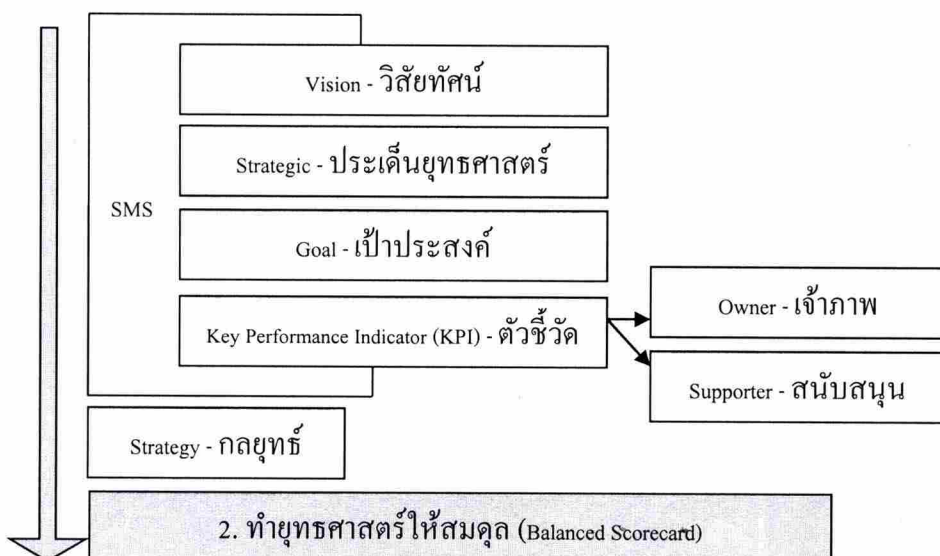 Vision - วิสัยทัศน์
Strategic - ประเด็นยุทธศาสตร์
SMS
Goal - เป้าประสงค์
Key Performance Indicator (KPI) - ตัวชี้วัด
Owner - เจ้าภาพ
Supporter - สนับสนุน
Strategy - กลยุทธ์
2. ทำยุทธศาสตร์ให้สมดุล (Balanced Scorecard)